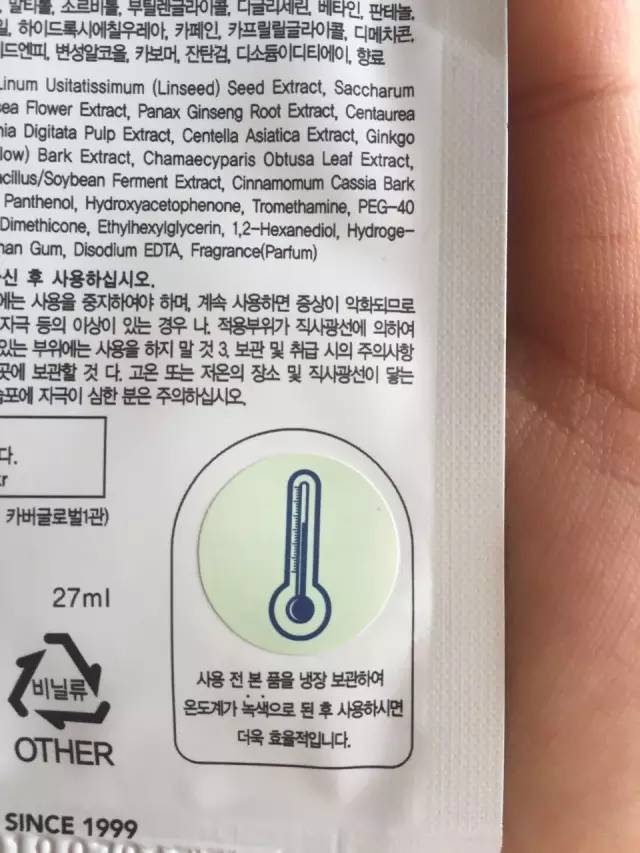 말티톨, 소르비톨, 부틸렌글라이콜, 디글리세린, 베타인, 판테놀,
일, 하이드록시에칠우레아, 카페인, 카프릴릴글라이콜, 디메치콘,
드엔피, 변성알코올, 카보머, 잔탄검, 디소듐이디티에이, 향료
Linum Usitatissimum (Linseed) Seed Extract, Saccharum
sea Flower Extract, Panax Ginseng Root Extract, Centaurea
nia Digitata Pulp Extract, Centella Asiatica Extract, Ginkgo
low) Bark Extract, Chamaecyparis Obtusa Leaf Extract,
acillus/Soybean Ferment Extract, Cinnamomum Cassia Bark
Panthenol, Hydroxyacetophenone, Tromethamine, PEG-40
Dimethicone, Ethylhexylglycerin, 1,2-Hexanediol, Hydroge-
han Gum, Disodium EDTA, Fragrance(Parfum)
신 후 사용하십시오.
에는 사용을 중지하여야 하며, 계속 사용하면 증상이 악화되므로
자극 등의 이상이 있는 경우 나. 적용부위가 직사광선에 의하여
있는 부위에는 사용을 하지 말 것 3. 보관 및 취급 시의 주의사항
곳에 보관할 것 다. 고온 또는 저온의 장소 및 직사광선이 닿는
습포에 자극이 심한 분은 주의하십시오.
다.
r
카버글로벌1관)
27ml
비닐류
OTHER
사용 전 본 품을 냉장 보관하여
온도계가 녹색으로 된 후 사용하시면
더욱 효율적입니다.
SINCE 1999